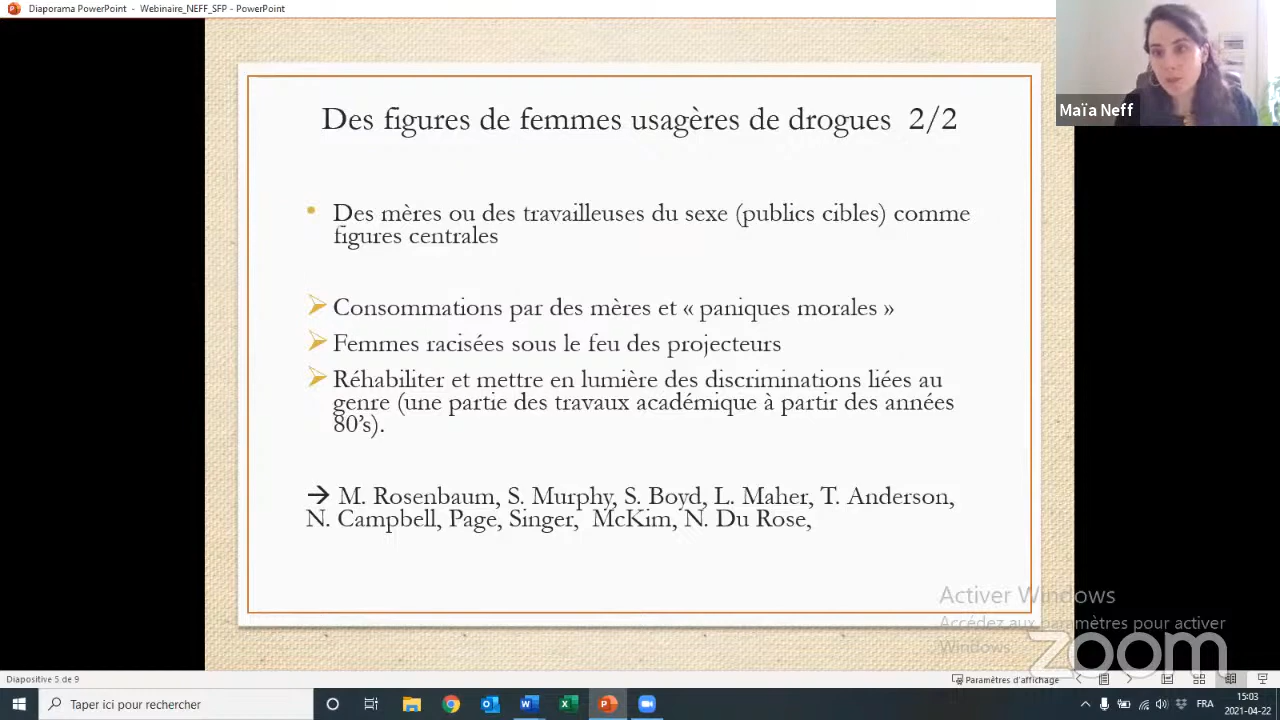 Diaporama PowerPoint - Webinaire_NEFF_SFP - PowerPoint
Maïa Neff
Des figures de femmes usagères de drogues 2/2
• Des mères ou des travailleuses du sexe (publics cibles) comme
figures centrales
Consommations par des mères et « paniques morales »
Femmes racisées sous le feu des projecteurs
Réhabiliter et mettre en lumière des discriminations liées au
genre (une partie des travaux académique à partir des années
80’s).
→ M. Rosenbaum, S. Murphy, S. Boyd, L. Maher, T. Anderson,
N. Campbell, Page, Singer, McKim, N. Du Rose,
Activer Windows
Accédez aux paramètres pour activer
Windows.
zoom
Diapositive 5 de 9
Paramètres d'affichage
Taper ici pour rechercher
FRA
15:03
2021-04-22